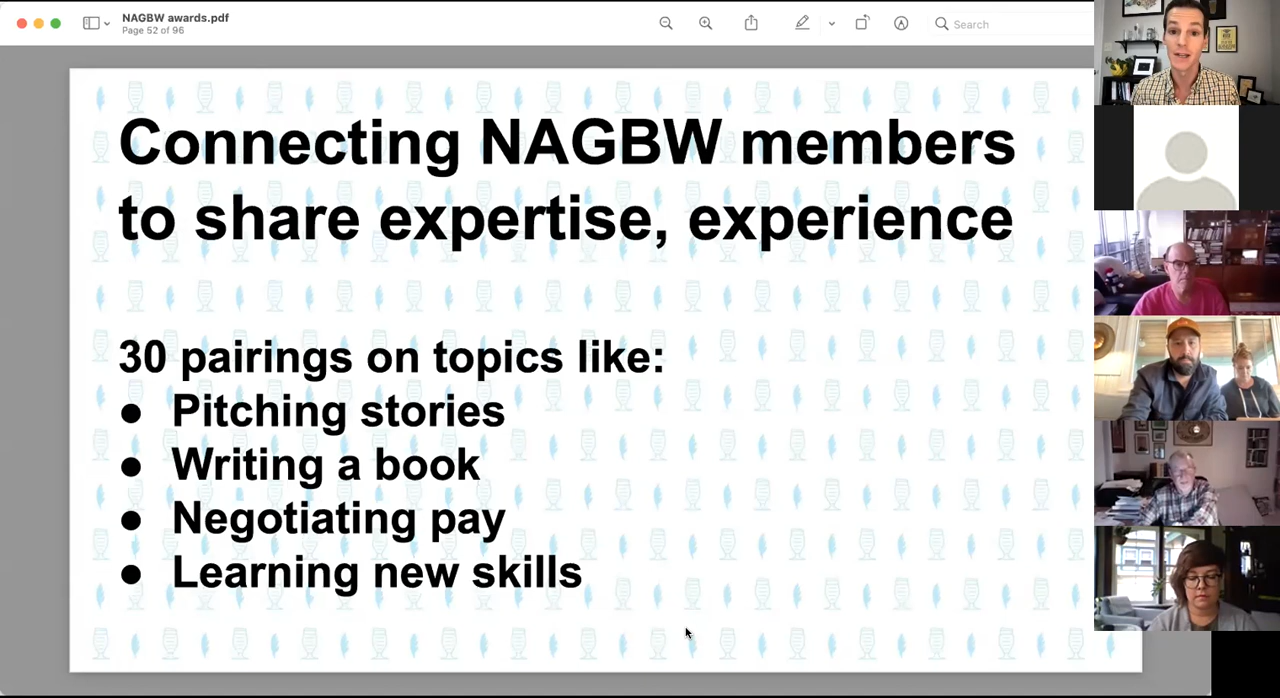 NAGBW awards.pdf
Page 52 of 96
Search
Connecting NAGBW members
to share expertise, experience
30 pairings on topics like:
● Pitching stories
● Writing a book
● Negotiating pay
● Learning new skills